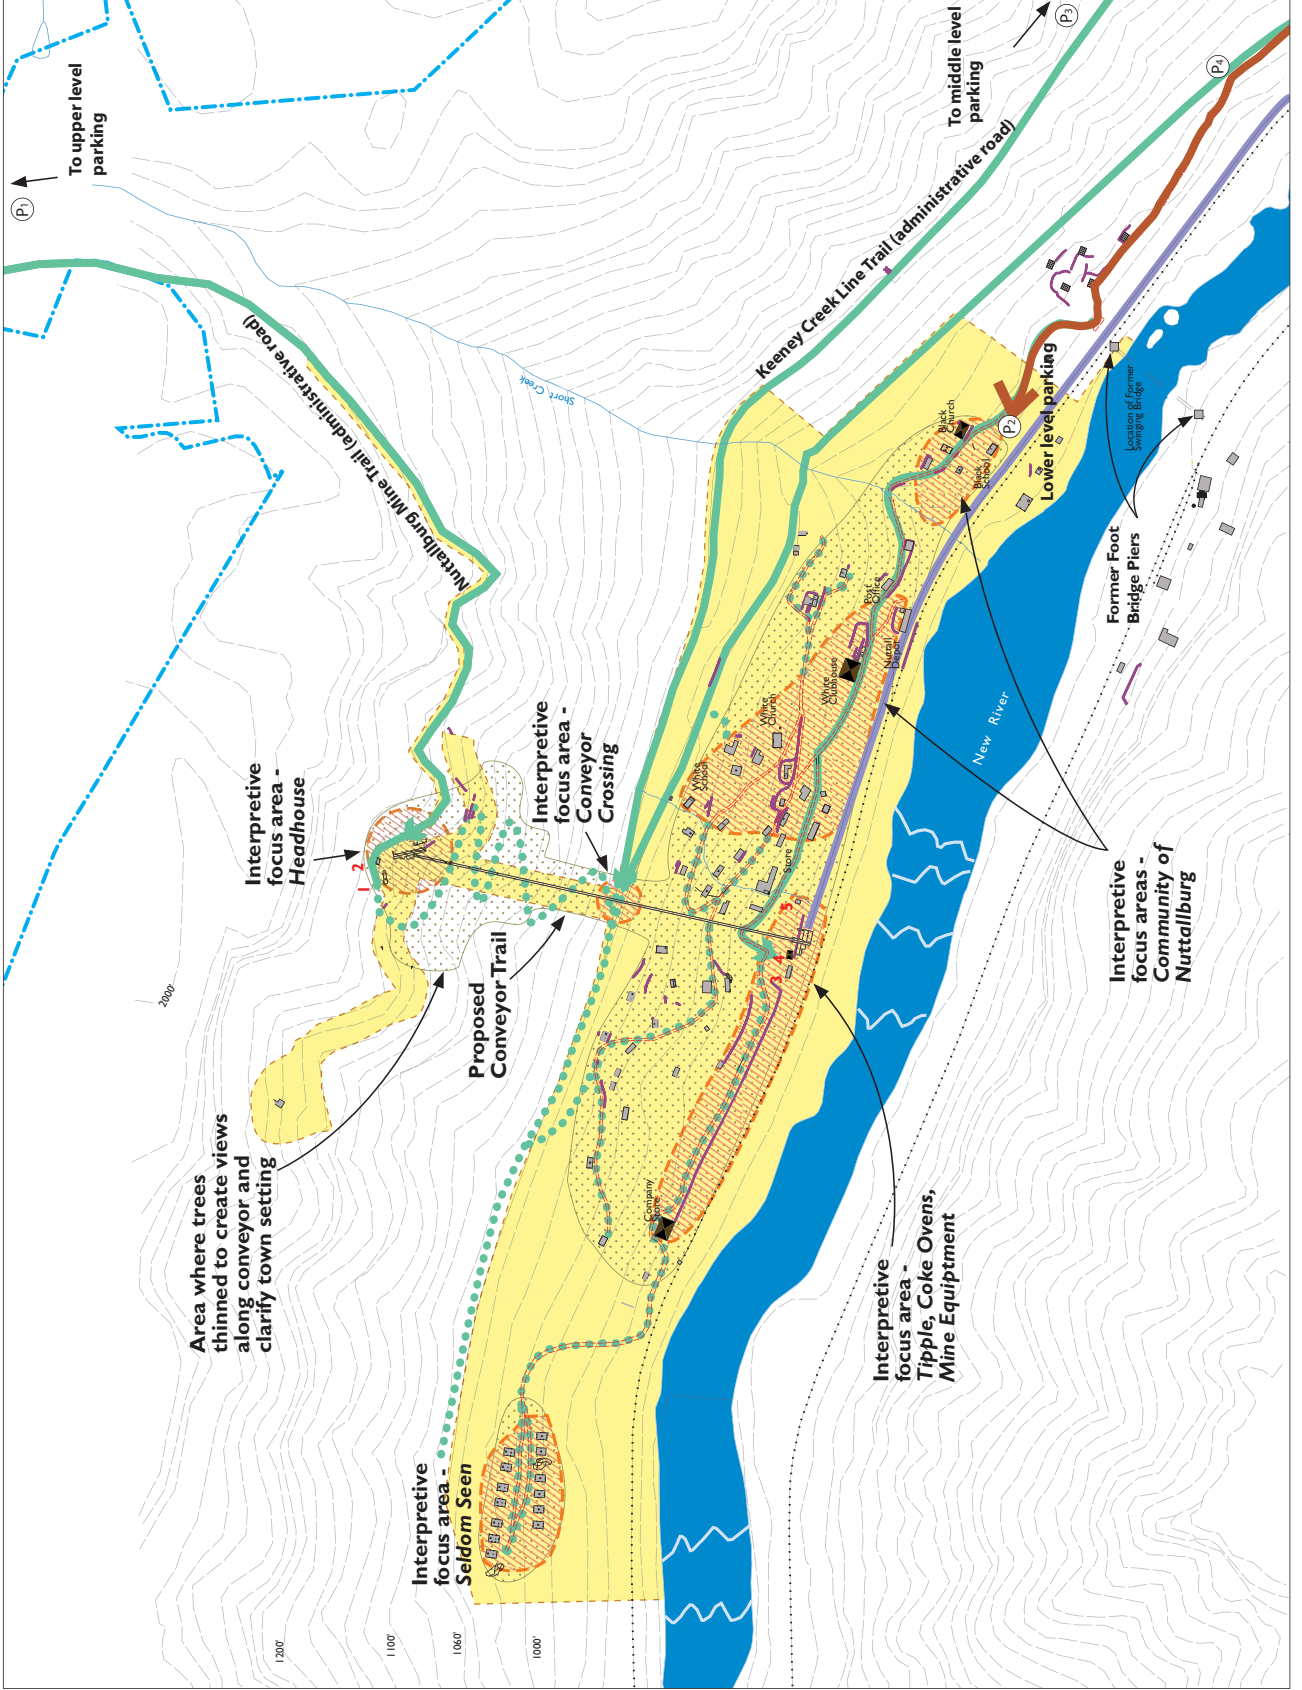 To upper level
parking
P1
To middle level
parking
P3
P4
Nuttallburg Mine Trail (administrative road)
Keeney Creek Line Trail (administrative road)
Short Creek
Interpretive
focus area -
Headhouse
1
2
Interpretive
focus area -
Conveyor
Crossing
Proposed
Conveyor Trail
2000'
Area where trees
thinned to create views
along conveyor and
clarify town setting
Interpretive
focus area -
Seldom Seen
1200'
1100'
1060'
1000'
Black
Church
Black
School
P2
Lower level parking
Location of Former
Swinging Bridge
Former Foot
Bridge Piers
Post
Office
Nuttall
Depot
White
Clubhouse
White
Church
White
School
Store
5
4
3
Company
Store
New River
Interpretive
focus areas -
Community of
Nuttallburg
Interpretive
focus area -
Tipple, Coke Ovens,
Mine Equiptment